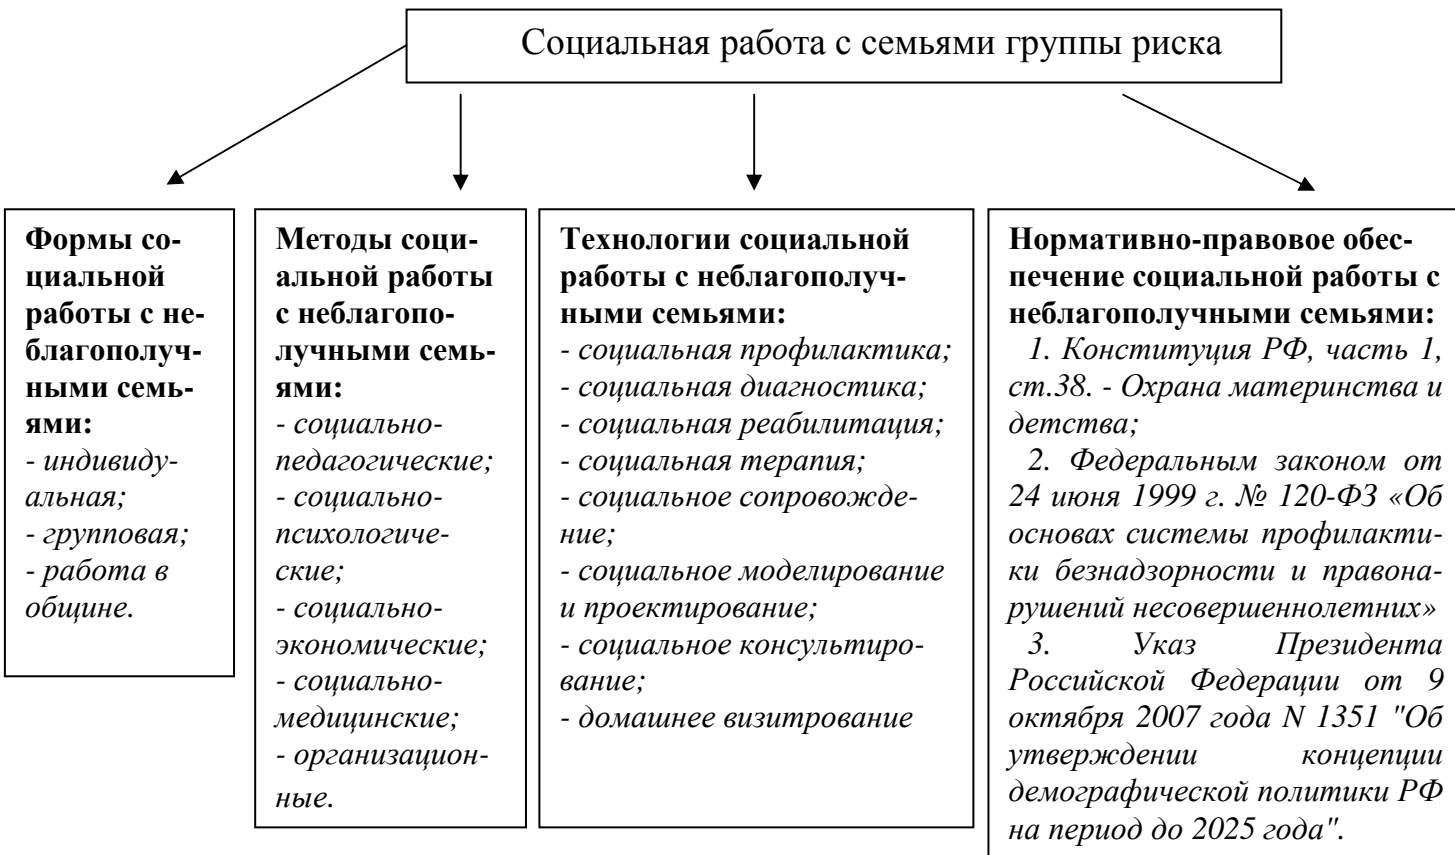 Социальная работа с семьями группы риска
Формы со-
циальной
работы с не-
благополуч-
ными семь-
ями:
- индивиду-
альная;
- групповая;
- работа в
общине.
Методы соци-
альной работы
с неблагопо-
лучными семь-
ями:
- социально-
педагогические;
- социально-
психологиче-
ские;
- социально-
экономические;
- социально-
медицинские;
- организацион-
ные.
Технологии социальной
работы с неблагополуч-
ными семьями:
- социальная профилактика;
- социальная диагностика;
- социальная реабилитация;
- социальная терапия;
- социальное сопровожде-
ние;
- социальное моделирование
и проектирование;
- социальное консультиро-
вание;
- домашнее визитрование
Нормативно-правовое обес-
печение социальной работы с
неблагополучными семьями:
1. Конституция РФ, часть 1,
ст.38. - Охрана материнства и
детства;
2. Федеральным законом от
24 июня 1999 г. № 120-ФЗ «Об
основах системы профилакти-
ки безнадзорности и правона-
рушений несовершеннолетних»
3. Указ Президента
Российской Федерации от 9
октября 2007 года N 1351 "Об
утверждении концепции
демографической политики РФ
на период до 2025 года".